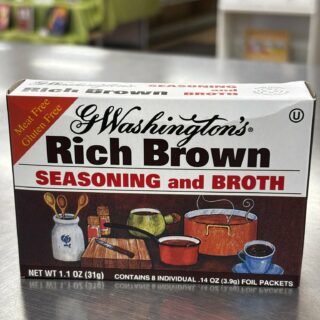 Rich Brown SEASONING and BROTH
Meat Free
Gluten Free
G Washington's®
U
Rich Brown
SEASONING and BROTH
NET WT 1.1 OZ (31g) CONTAINS 8 INDIVIDUAL .14 OZ (3.9g) FOIL PACKETS